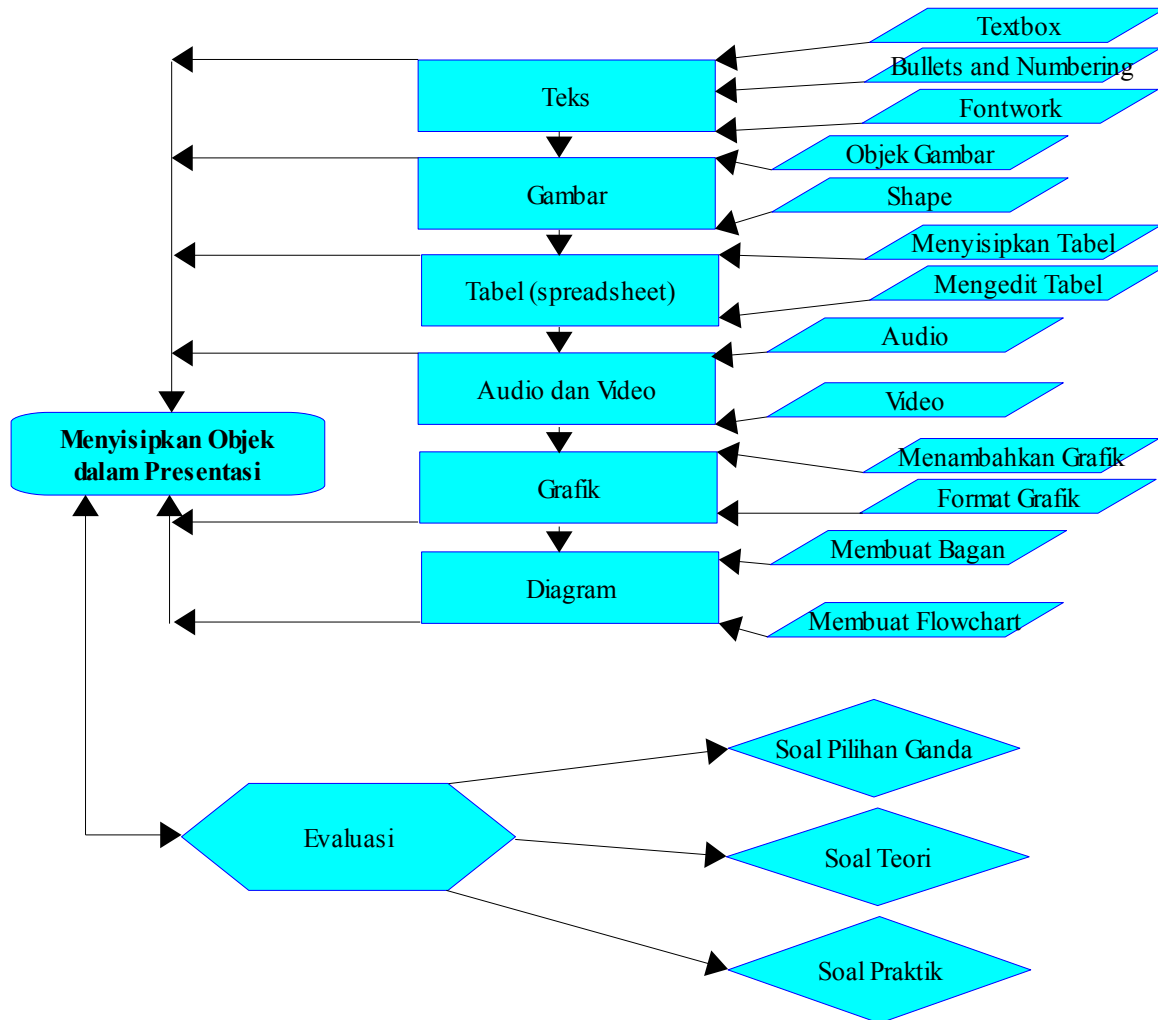 Textbox
Bullets and Numbering
Teks
Fontwork
Objek Gambar
Gambar
Shape
Menyisipkan Tabel
Tabel (spreadsheet)
Mengedit Tabel
Audio
Audio dan Video
Video
Menyisipkan Objek
dalam Presentasi
Menambahkan Grafik
Grafik
Format Grafik
Membuat Bagan
Diagram
Membuat Flowchart
Soal Pilihan Ganda
Evaluasi
Soal Teori
Soal Praktik